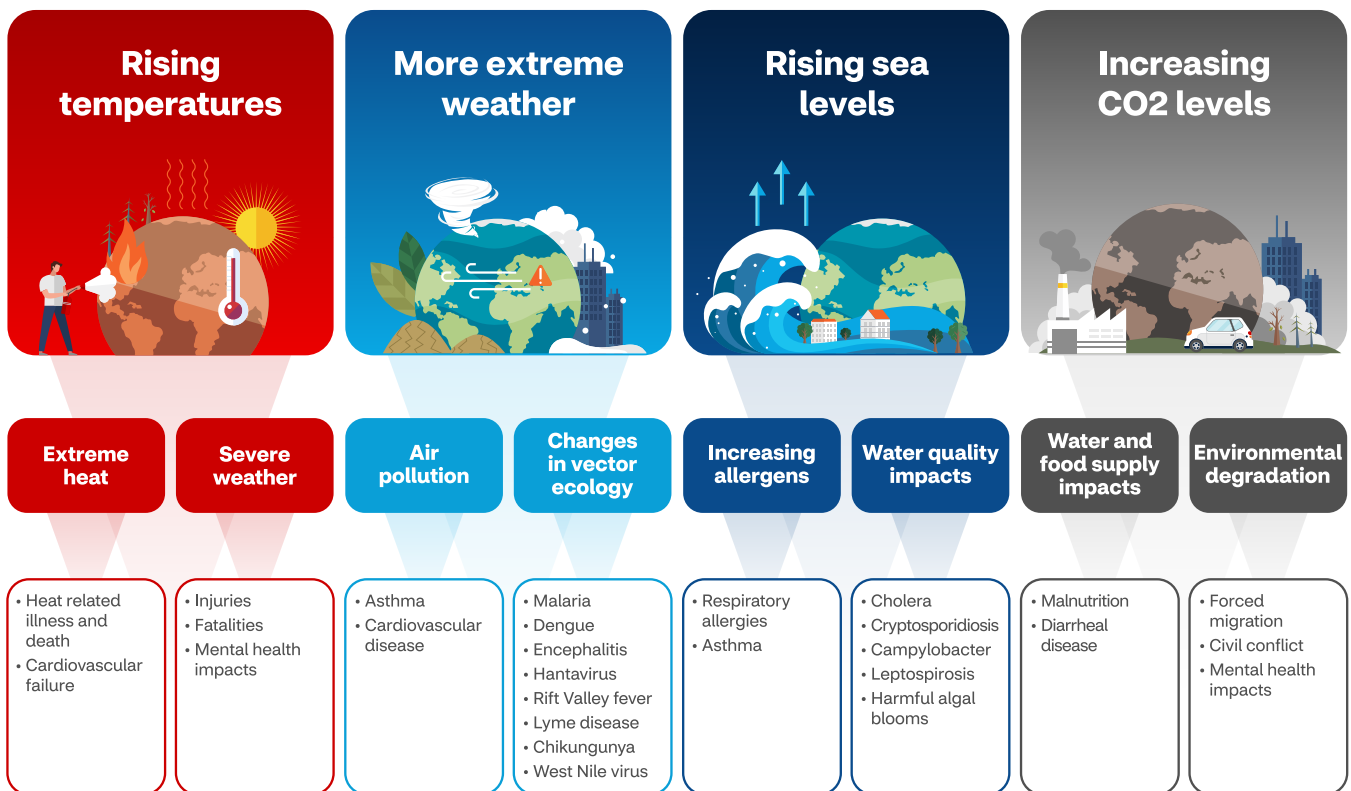 Rising
temperatures
More extreme
weather
Rising sea
levels
Increasing
CO2 levels
Extreme
heat
Severe
weather
Air
pollution
Changes
in vector
ecology
Increasing
allergens
Water quality
impacts
Water and
food supply
impacts
Environmental
degradation
• Heat related
illness and
death
• Cardiovascular
failure
• Injuries
• Fatalities
• Mental health
impacts
• Asthma
• Cardiovascular
disease
• Malaria
• Dengue
• Encephalitis
• Hantavirus
• Rift Valley fever
• Lyme disease
• Chikungunya
• West Nile virus
• Respiratory
allergies
• Asthma
• Cholera
• Cryptosporidiosis
• Campylobacter
• Leptospirosis
• Harmful algal
blooms
• Malnutrition
• Diarrheal
disease
• Forced
migration
• Civil conflict
• Mental health
impacts